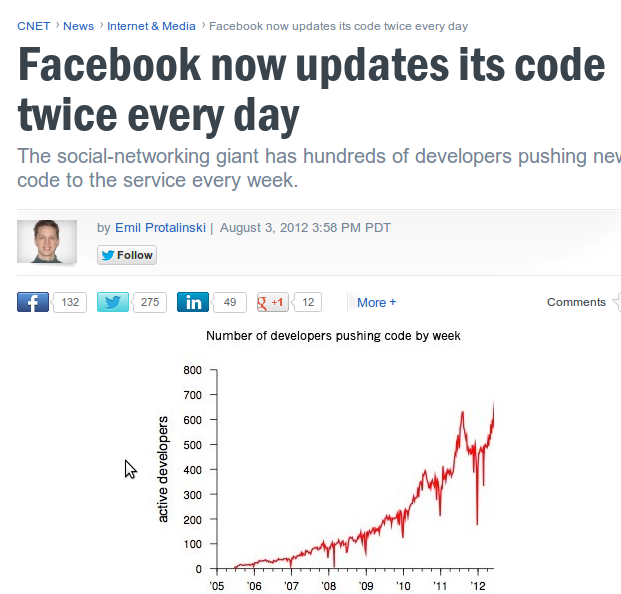 CNET › News › Internet & Media › Facebook now updates its code twice every day
Facebook now updates its code
twice every day
The social-networking giant has hundreds of developers pushing new
code to the service every week.
by Emil Protalinski | August 3, 2012 3:58 PM PDT
Follow
f 132 275 in 49 g +1 12 More + Comments
Number of developers pushing code by week
800
700
600
500
400
300
200
100
0
active developers
'05 '06 '07 '08 '09 '10 '11 '12